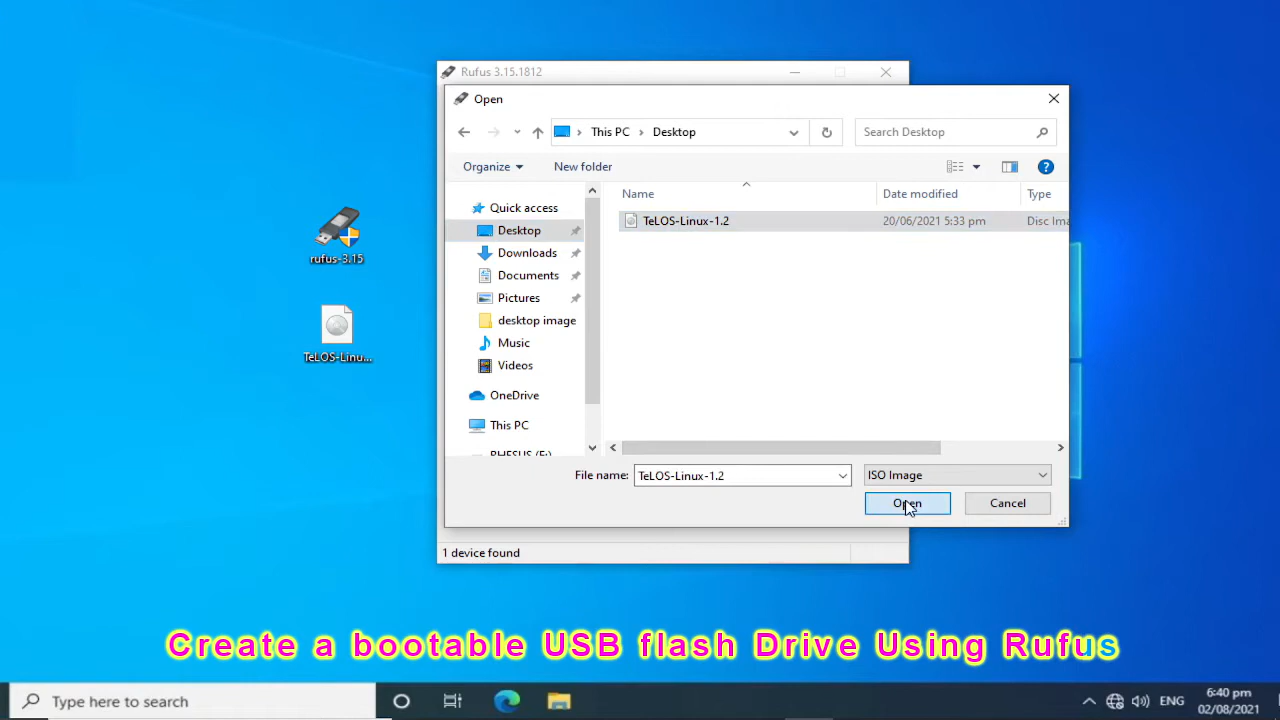 Rufus 3.15.1812
Open
This PC
Desktop
Search Desktop
Organize
New folder
Name
Date modified
Type
Quick access
TeLOS-Linux-1.2
20/06/2021 5:33 pm
Disc Ima
Desktop
Downloads
Documents
Pictures
desktop image
Music
Videos
OneDrive
This PC
RHESUS (F:)
File name:
TeLOS-Linux-1.2
ISO Image
Open
Cancel
1 device found
rufus-3.15
TeLOS-Linu...
Create a bootable USB flash Drive Using Rufus
Type here to search
ENG
6:40 pm
02/08/2021